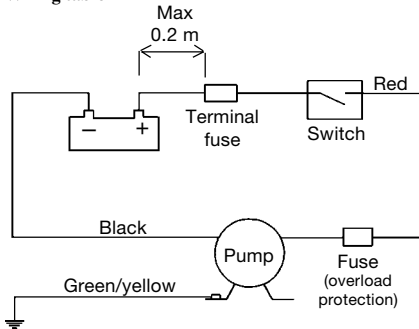 Max
0.2 m
Red
−
+
Terminal
fuse
Switch
Black
Pump
Fuse
(overload
protection)
Green/yellow